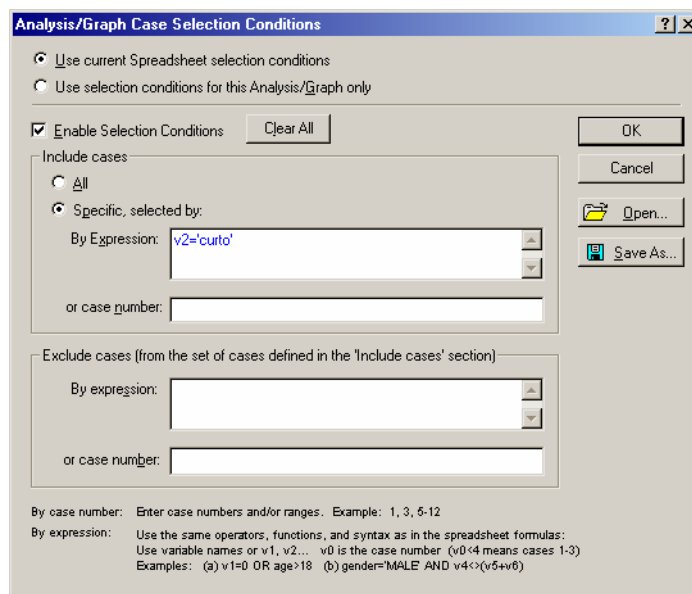 Analysis/Graph Case Selection Conditions
Use current Spreadsheet selection conditions
Use selection conditions for this Analysis/Graph only
Enable Selection Conditions
Clear All
OK
Cancel
Open...
Save As...
Include cases
All
Specific, selected by:
By Expression: v2='curto'
or case number:
Exclude cases (from the set of cases defined in the 'Include cases' section)
By expression:
or case number:
By case number: Enter case numbers and/or ranges. Example: 1, 3, 5-12
By expression: Use the same operators, functions, and syntax as in the spreadsheet formulas:
Use variable names or v1, v2... v0 is the case number (v0<4 means cases 1-3)
Examples: (a) v1=0 OR age>18 (b) gender='MALE' AND v4<>(v5+v6)